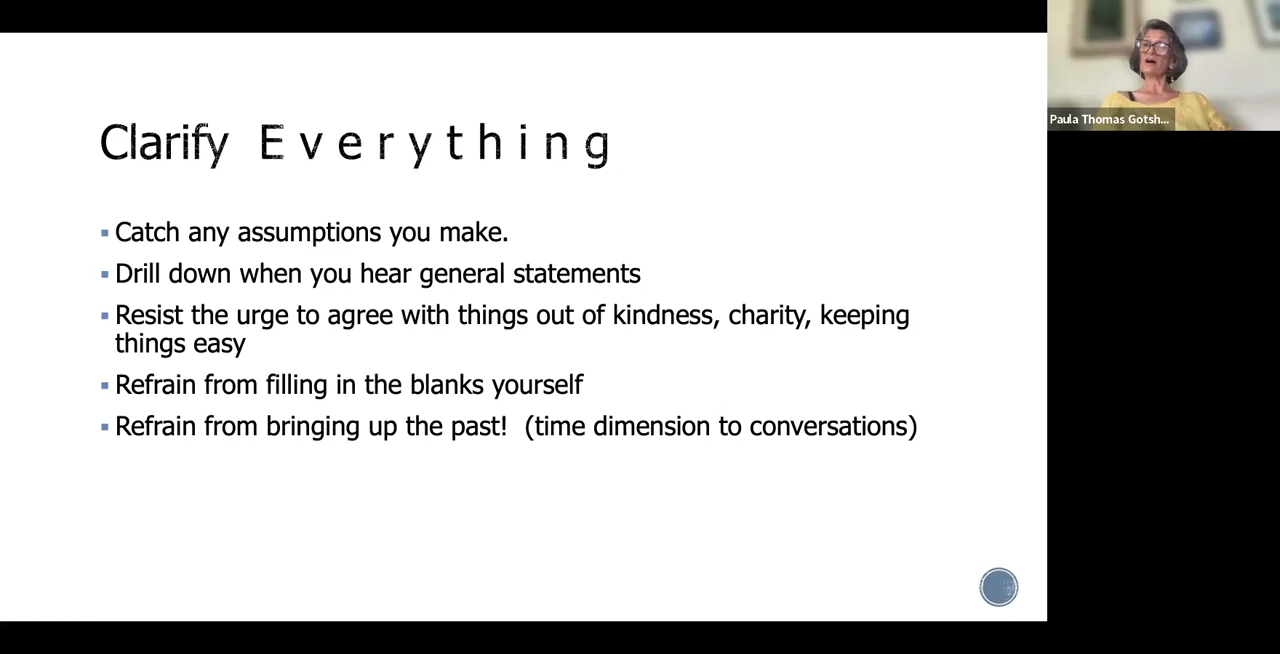 Clarify E v e r y t h i n g
▪ Catch any assumptions you make.
▪ Drill down when you hear general statements
▪ Resist the urge to agree with things out of kindness, charity, keeping
things easy
▪ Refrain from filling in the blanks yourself
▪ Refrain from bringing up the past!  (time dimension to conversations)
Paula Thomas Gotsh...